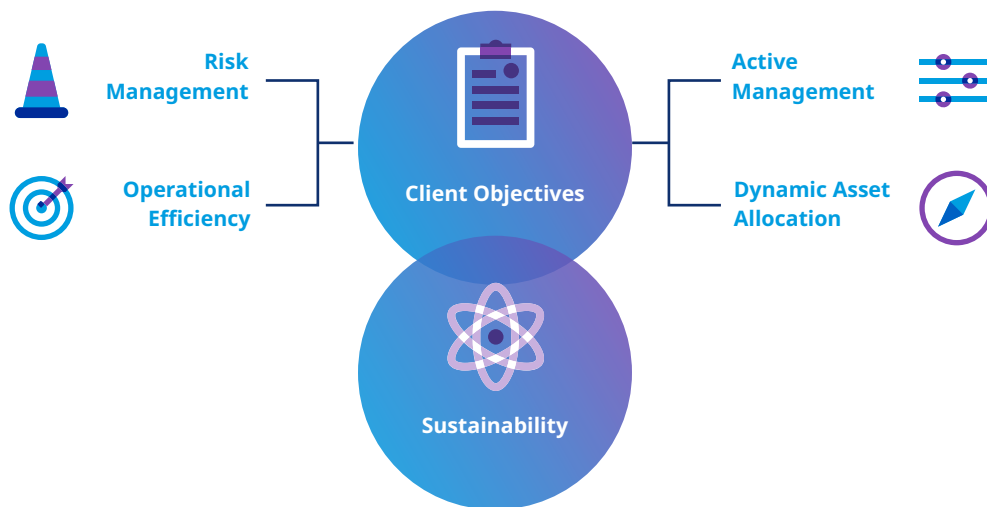 Risk
Management
Operational
Efficiency
Client Objectives
Active
Management
Dynamic Asset
Allocation
Sustainability